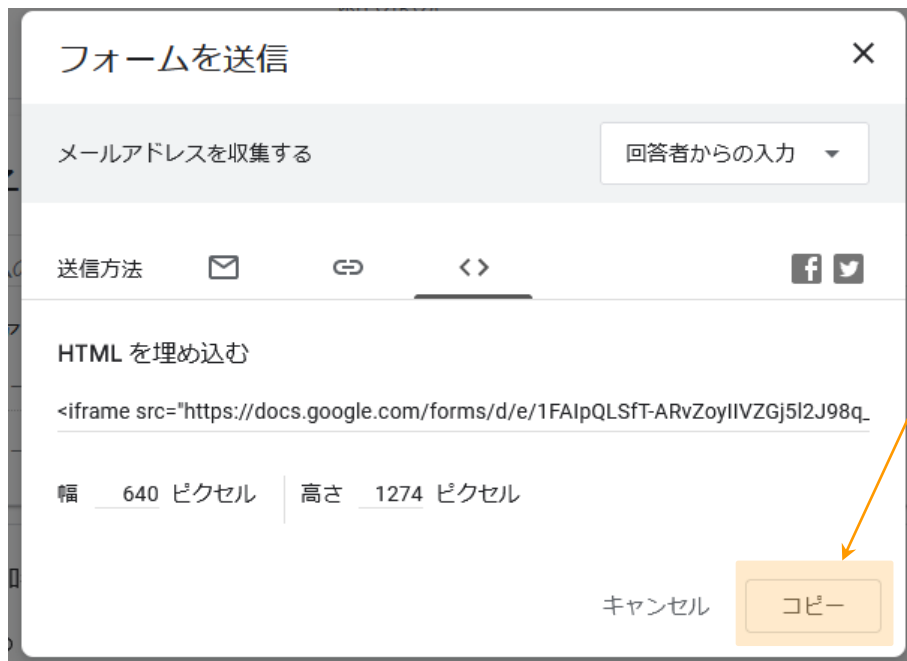 フォームを送信
メールアドレスを収集する
回答者からの入力
送信方法
HTML を埋め込む
<iframe src="https://docs.google.com/forms/d/e/1FAIpQLSfT-ARvZoyIIVZGj5l2J98q_
幅 640 ピクセル 高さ 1274 ピクセル
キャンセル コピー